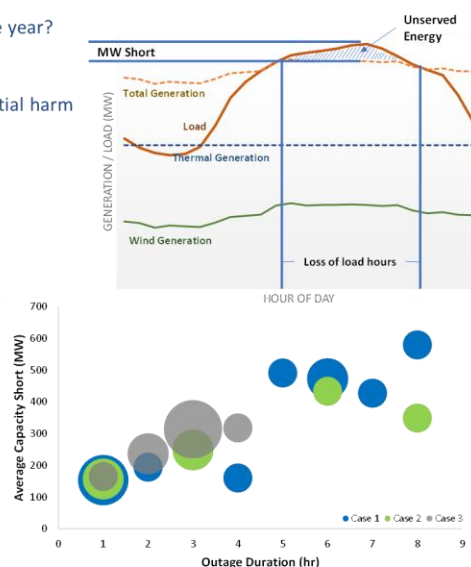 e year?
tial harm
Unserved
Energy
MW Short
Total Generation
Load
Thermal Generation
Wind Generation
Loss of load hours
GENERATION / LOAD (MW)
HOUR OF DAY
700
600
500
400
300
200
100
0
Average Capacity Short (MW)
Case 1 Case 2 Case 3
0 1 2 3 4 5 6 7 8 9
Outage Duration (hr)